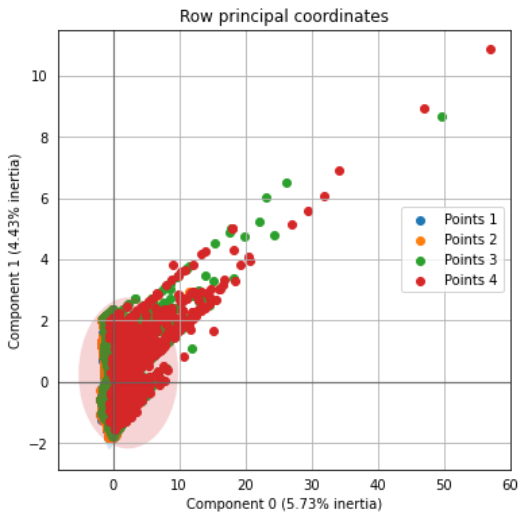 Row principal coordinates
Component 1 (4.43% inertia)
10
8
6
4
2
0
−2
Points 1
Points 2
Points 3
Points 4
0
10
20
30
40
50
60
Component 0 (5.73% inertia)